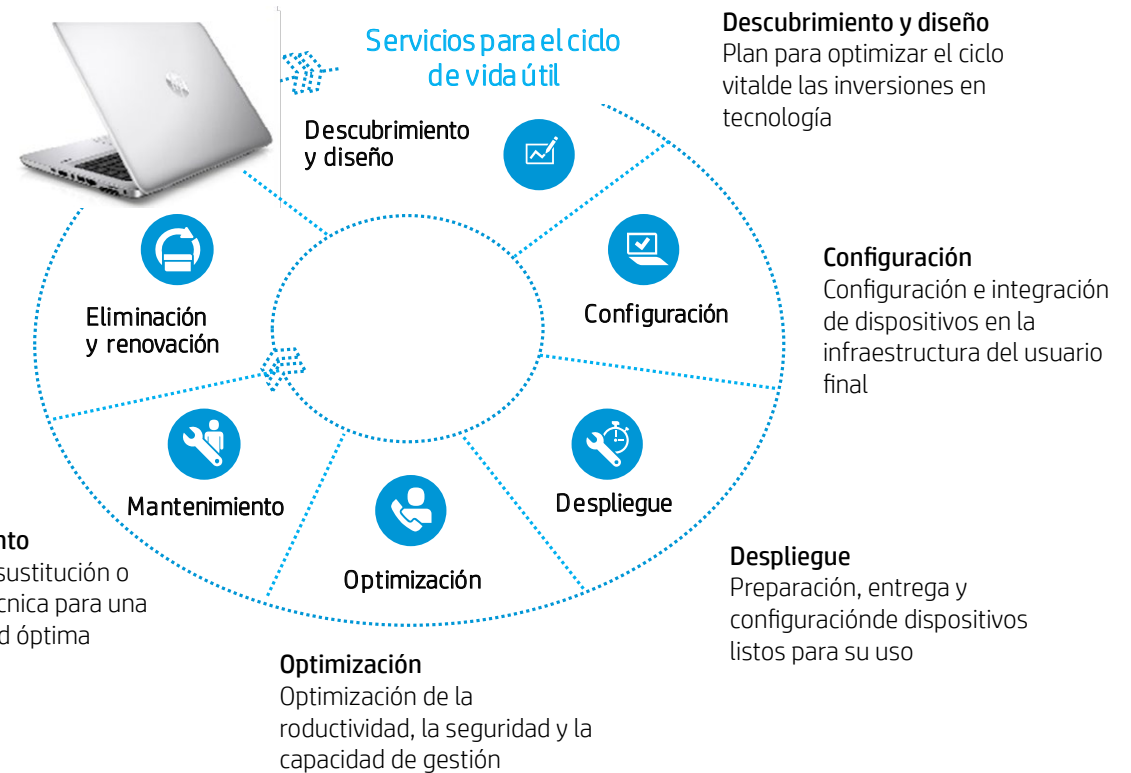 Servicios para el ciclo
de vida útil
Descubrimiento
y diseño
Configuración
Despliegue
Optimización
Mantenimiento
Eliminación
y renovación
hp
Descubrimiento y diseño
Plan para optimizar el ciclo
vitalde las inversiones en
tecnología
Configuración
Configuración e integración
de dispositivos en la
infraestructura del usuario
final
Despliegue
Preparación, entrega y
configuraciónde dispositivos
listos para su uso
Optimización
Optimización de la
roductividad, la seguridad y la
capacidad de gestión
nto
sustitución o
cnica para una
d óptima